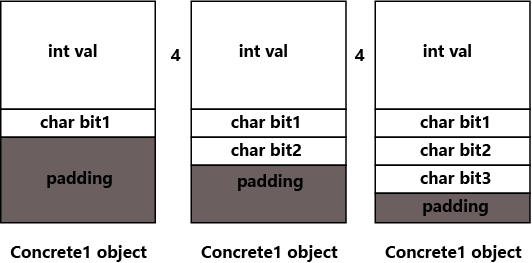 int val 4 int val 4 int val
char bit1 char bit1 char bit1
char bit2 char bit2
padding padding char bit3
padding
Concrete1 object Concrete1 object Concrete1 object